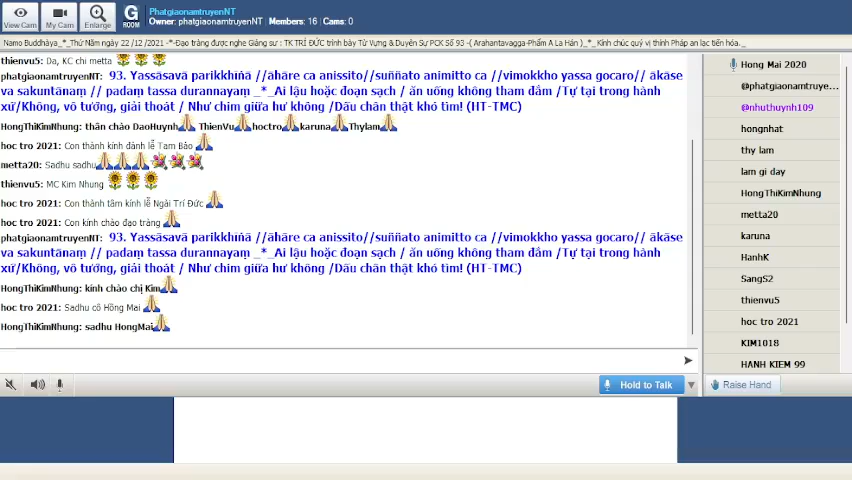 View Cam
My Cam
Enlarge
G
ROOM
PhatgiaonamtruyenNT
Owner: phatgiaonamtruyenNT | Members: 16 | Cams: 0
Namo Buddhàya_*_Thứ Năm ngày 22 /12 /2021 -*-Đạo tràng được nghe Giảng sư : TK TRÍ ĐỨC trình bày Từ Vựng & Duyên Sự PCK Số 93 -( Arahantavagga-Phẩm A La Hán )_*_ Kính chúc quý vị thính Pháp an lạc tiến hóa._
thienvu5: Da, KC chi metta
phatgiaonamtruyenNT: 93. Yassāsavā parikkhīṅā //āhāre ca anissito//suññato animitto ca //vimokkho yassa gocaro// ākāse
va sakuntānaṃ // padaṃ tassa durannayaṃ _*_Ai lậu hoặc đoạn sạch / ăn uống không tham đắm /Tự tại trong hành
xứ/Không, vô tướng, giải thoát / Như chim giữa hư không /Dấu chân thật khó tìm! (HT-TMC)
HongThiKimNhung: thân chào DaoHuynh ThienVu hoctro karuna Thylam
hoc tro 2021: Con thành kính đảnh lễ Tam Bảo
metta20: Sadhu sadhu
thienvu5: MC Kim Nhung
hoc tro 2021: Con thành tâm kính lễ Ngài Trí Đức
hoc tro 2021: Con kính chào đạo tràng
phatgiaonamtruyenNT: 93. Yassāsavā parikkhīṅā //āhāre ca anissito//suññato animitto ca //vimokkho yassa gocaro// ākāse
va sakuntānaṃ // padaṃ tassa durannayaṃ _*_Ai lậu hoặc đoạn sạch / ăn uống không tham đắm /Tự tại trong hành
xứ/Không, vô tướng, giải thoát / Như chim giữa hư không /Dấu chân thật khó tìm! (HT-TMC)
HongThiKimNhung: kính chào chị Kim
hoc tro 2021: Sadhu cô Hồng Mai
HongThiKimNhung: sadhu HongMai
Hold to Talk
Hong Mai 2020
@phatgiaonamtruye...
@nhuthuynh109
hongnhat
thy lam
lam gi day
HongThiKimNhung
metta20
karuna
HanhK
SangS2
thienvu5
hoc tro 2021
KIM1018
HANH KIEM 99
Raise Hand